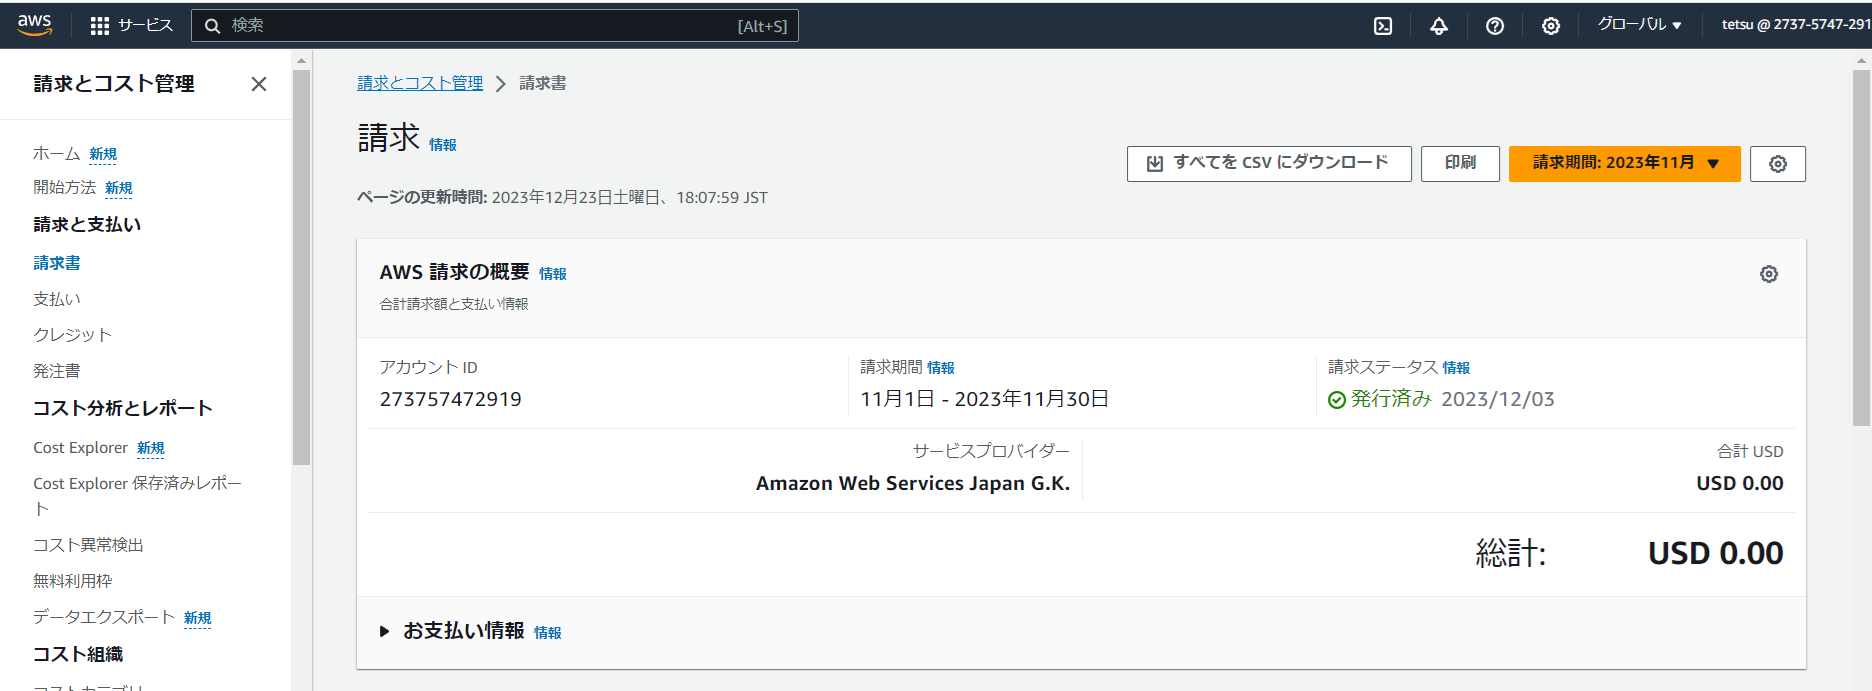 aws サービス 検索 [Alt+S] グローバル tetsu @ 2737-5747-291
請求とコスト管理
ホーム 新規
開始方法 新規
請求と支払い
請求書
支払い
クレジット
発注書
コスト分析とレポート
Cost Explorer 新規
Cost Explorer 保存済みレポー
ト
コスト異常検出
無料利用枠
データエクスポート 新規
コスト組織
コストカテゴリ
請求とコスト管理 請求書
請求 情報
すべてを CSV にダウンロード 印刷 請求期間: 2023年11月
ページの更新時間: 2023年12月23日土曜日、18:07:59 JST
AWS 請求の概要 情報
合計請求額と支払い情報
アカウント ID
273757472919
請求期間 情報
11月1日 - 2023年11月30日
請求ステータス 情報
発行済み 2023/12/03
サービスプロバイダー
Amazon Web Services Japan G.K.
合計 USD
USD 0.00
総計: USD 0.00
お支払い情報 情報